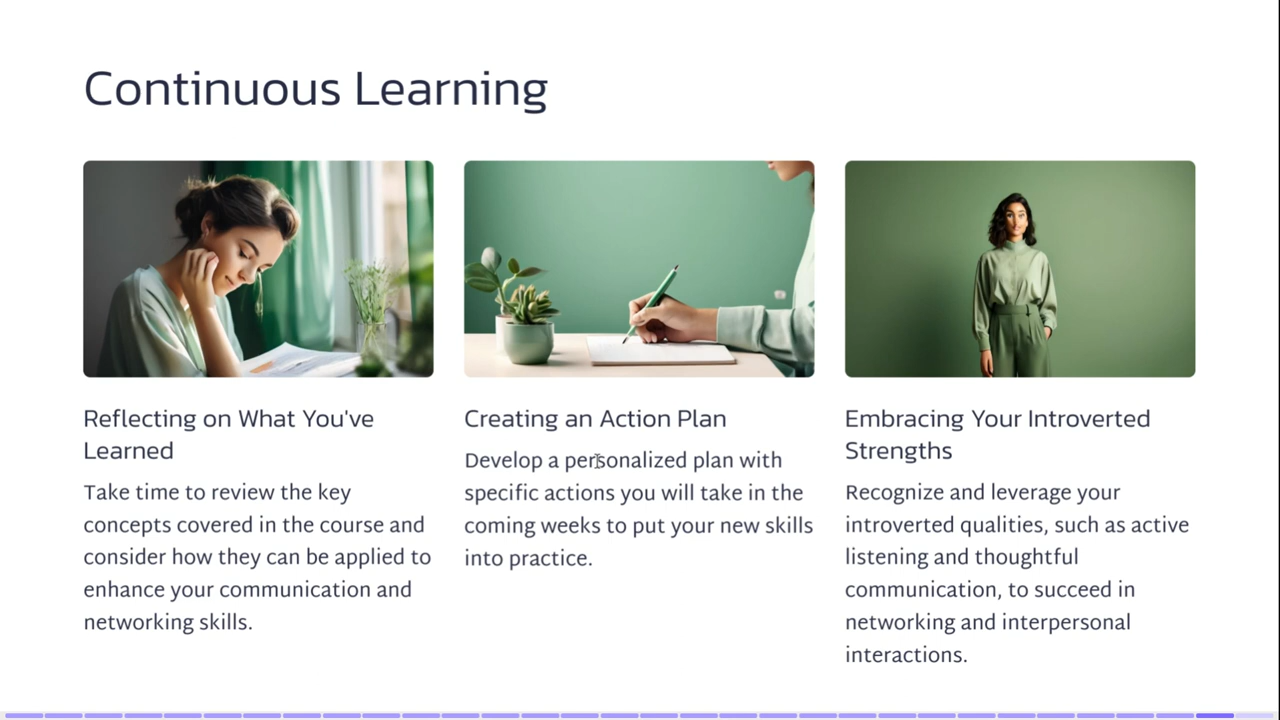 Continuous Learning
Reflecting on What You've
Learned
Take time to review the key
concepts covered in the course and
consider how they can be applied to
enhance your communication and
networking skills.
Creating an Action Plan
Develop a personalized plan with
specific actions you will take in the
coming weeks to put your new skills
into practice.
Embracing Your Introverted
Strengths
Recognize and leverage your
introverted qualities, such as active
listening and thoughtful
communication, to succeed in
networking and interpersonal
interactions.